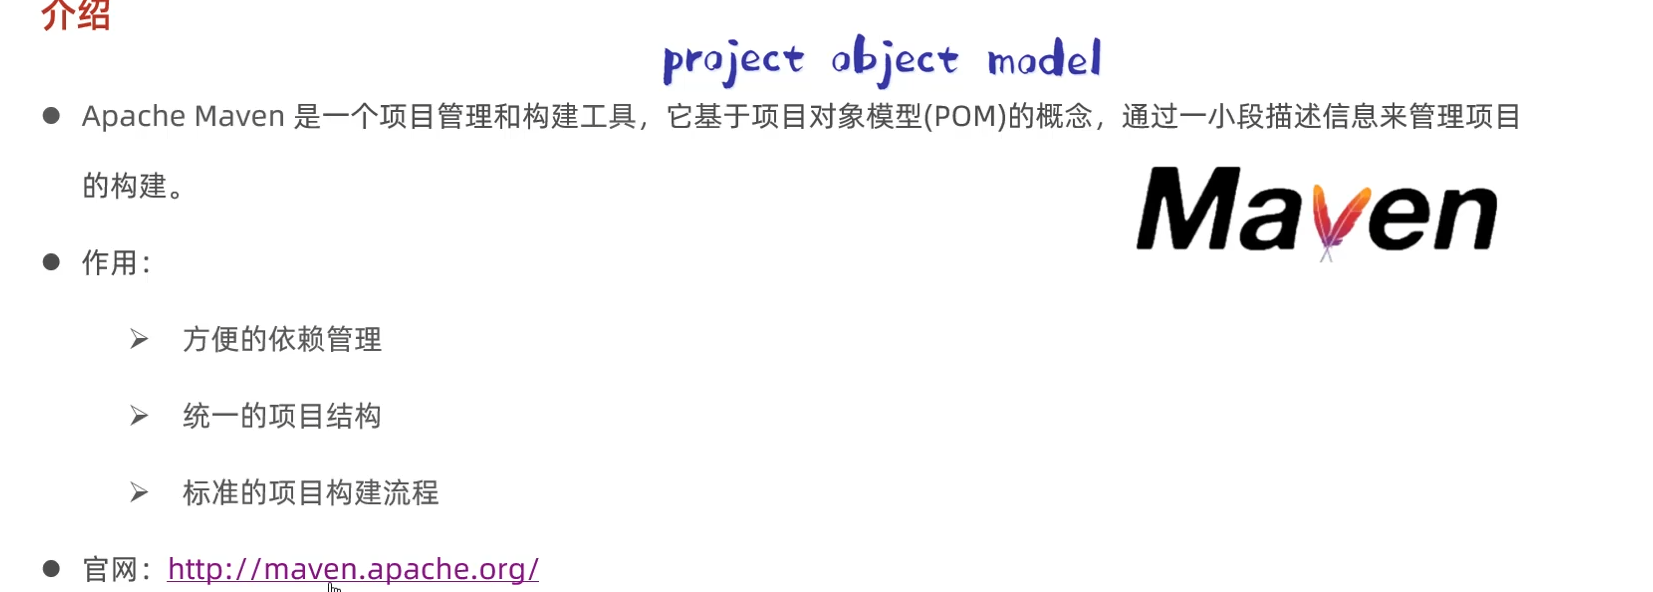 介绍
project object model
● Apache Maven 是一个项目管理和构建工具，它基于项目对象模型(POM)的概念，通过一小段描述信息来管理项目
的构建。
Maven
● 作用：
➢ 方便的依赖管理
➢ 统一的项目结构
➢ 标准的项目构建流程
● 官网：http://maven.apache.org/